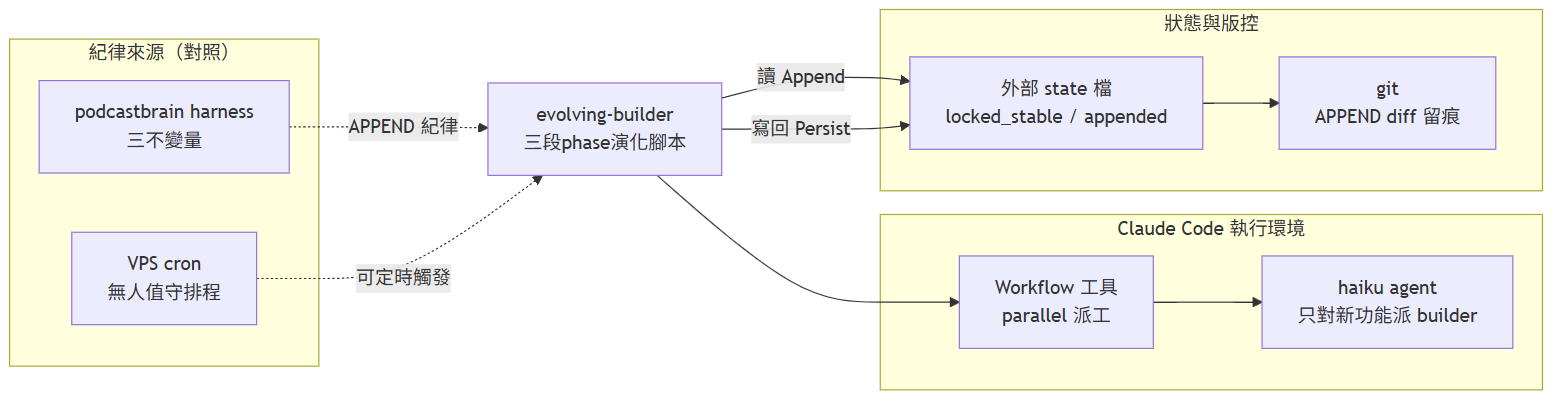 紀律來源（對照）
podcastbrain harness
三不變量
VPS cron
無人值守排程
APPEND 紀律
可定時觸發
evolving-builder
三段phase演化腳本
讀 Append
寫回 Persist
狀態與版控
外部 state 檔
locked_stable / appended
git
APPEND diff 留痕
Claude Code 執行環境
Workflow 工具
parallel 派工
haiku agent
只對新功能派 builder